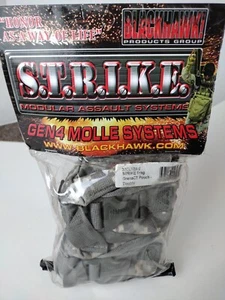 "HONOR
AS A WAY OF LIFE"
BLACKHAWK!
PRODUCTS GROUP
S.T.R.I.K.E.
MODULAR ASSAULT SYSTEMS
GEN4 MOLLE SYSTEMS
WWW.BLACKHAWK.COM